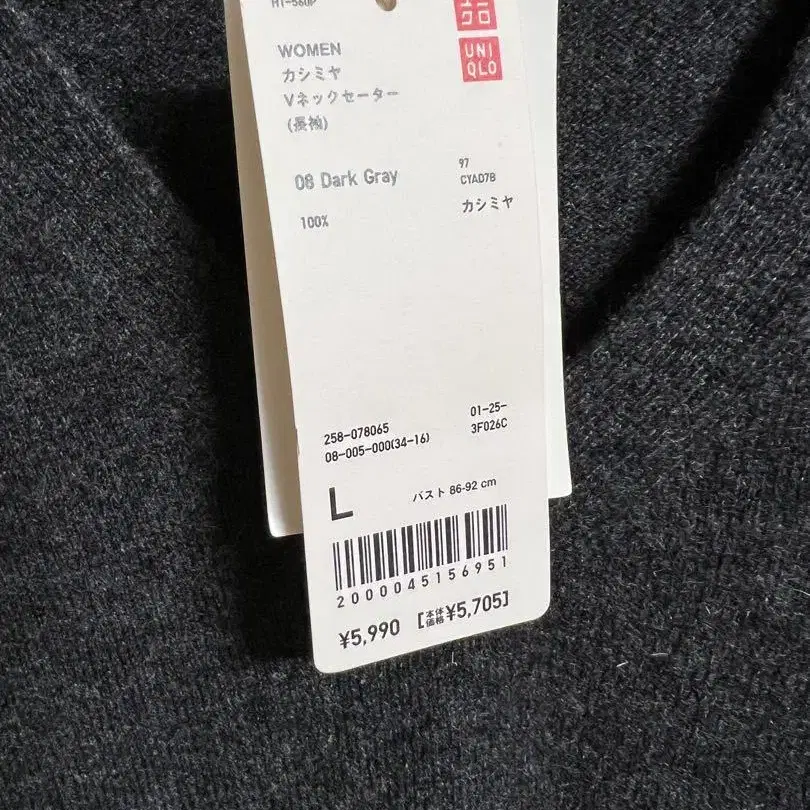 HT-560P
WOMEN
カシミヤ
Vネックセーター
(長袖)
ユニ
クロ
UNI
QLO
08 Dark Gray
97
CYAD7B
100%
カシミヤ
258-078065
08-005-000(34-16)
01-25-
3F026C
L
バスト 86-92 cm
2000045156951
¥5,990 [本体価格¥5,705]